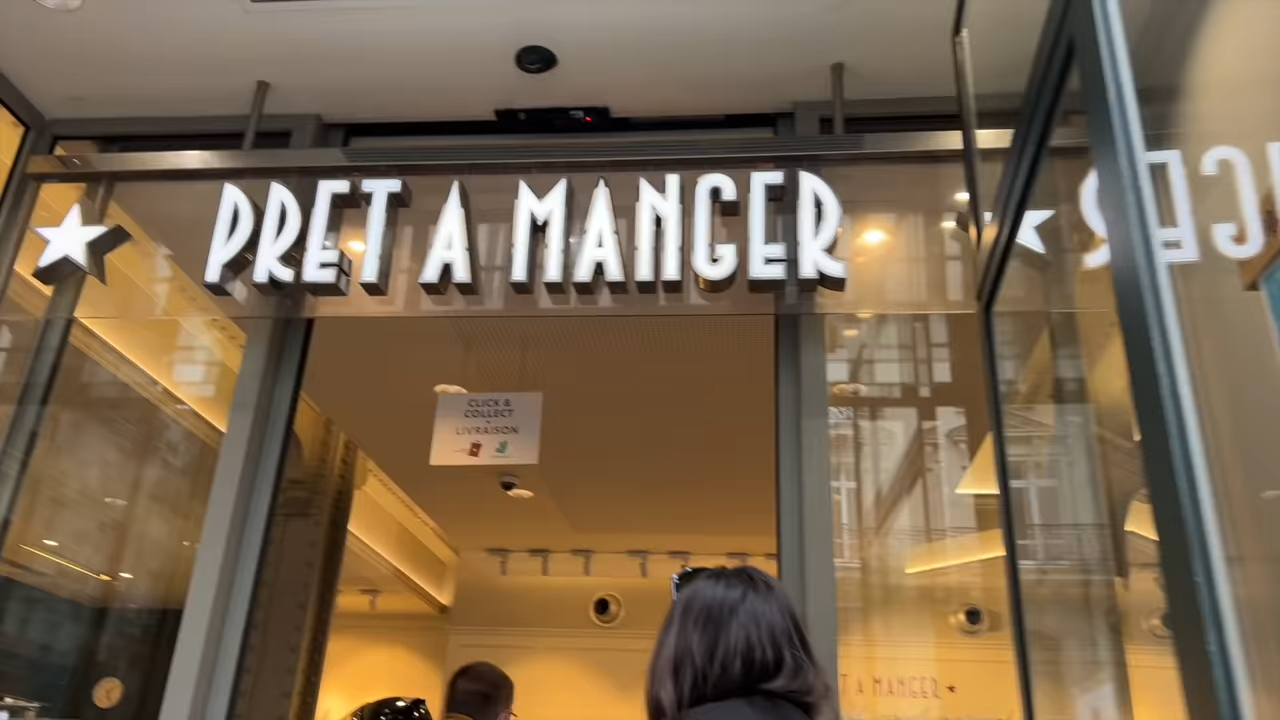 ★ PRET A MANGER
CLICK &
COLLECT
+
LIVRAISON
T A MANGER ★